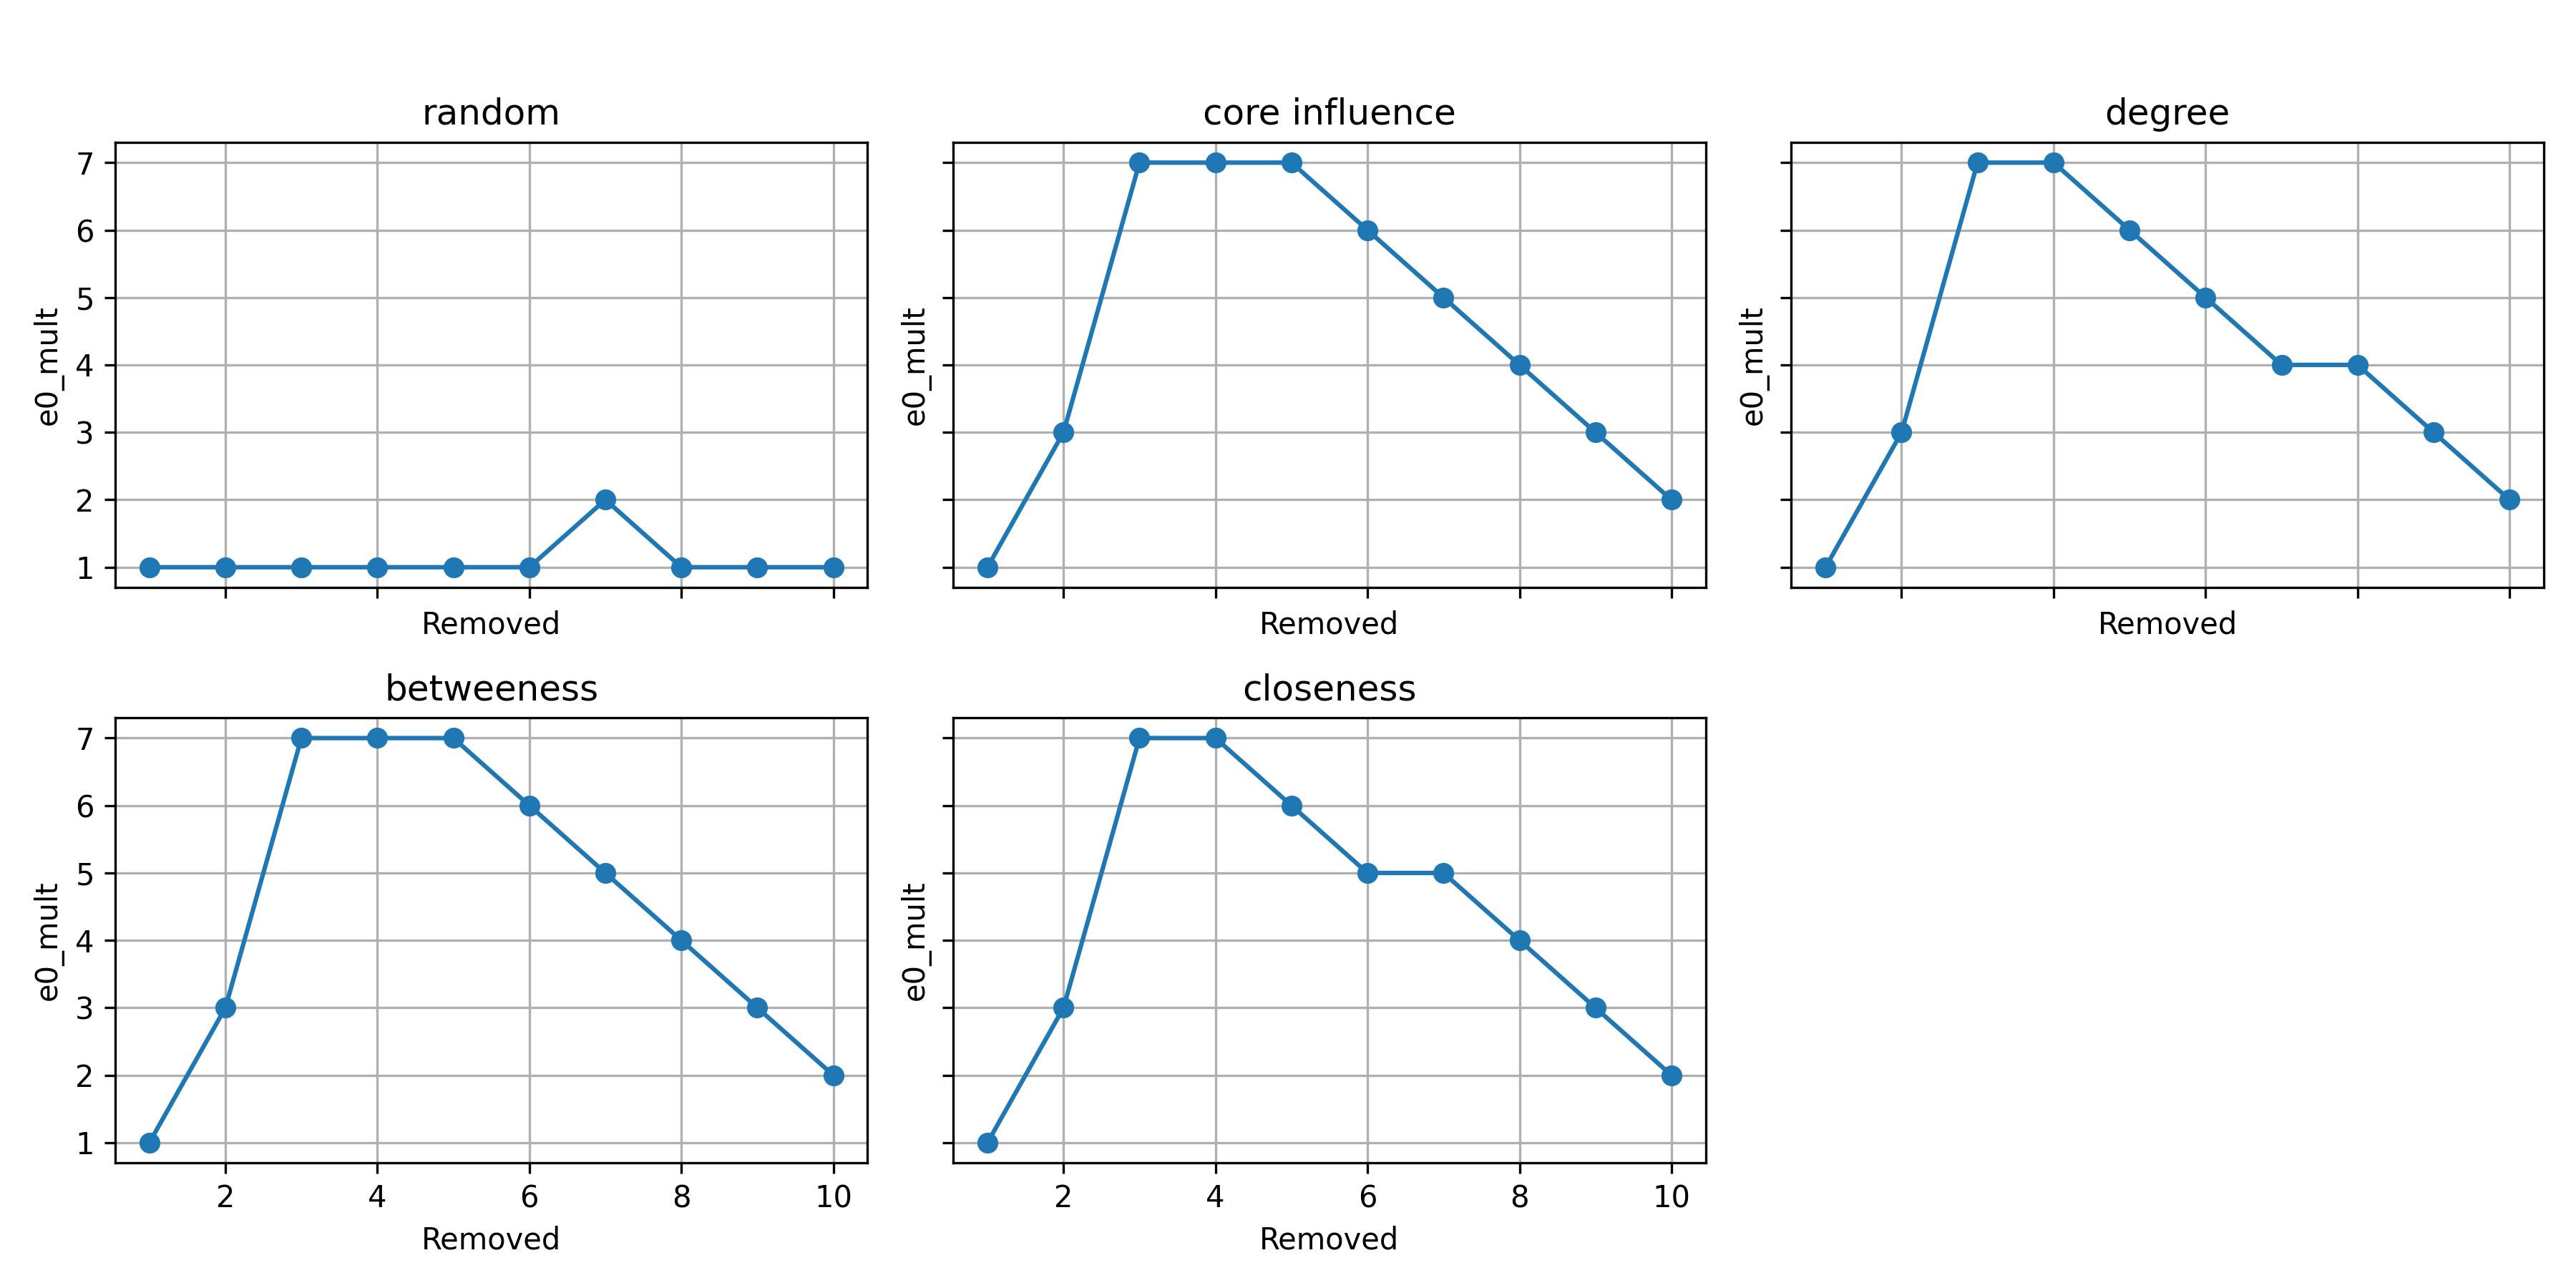 random
7
6
5
4
3
2
1
e0_mult
Removed
core influence
e0_mult
Removed
degree
e0_mult
Removed
betweeness
7
6
5
4
3
2
1
e0_mult
2 4 6 8 10
Removed
closeness
e0_mult
2 4 6 8 10
Removed